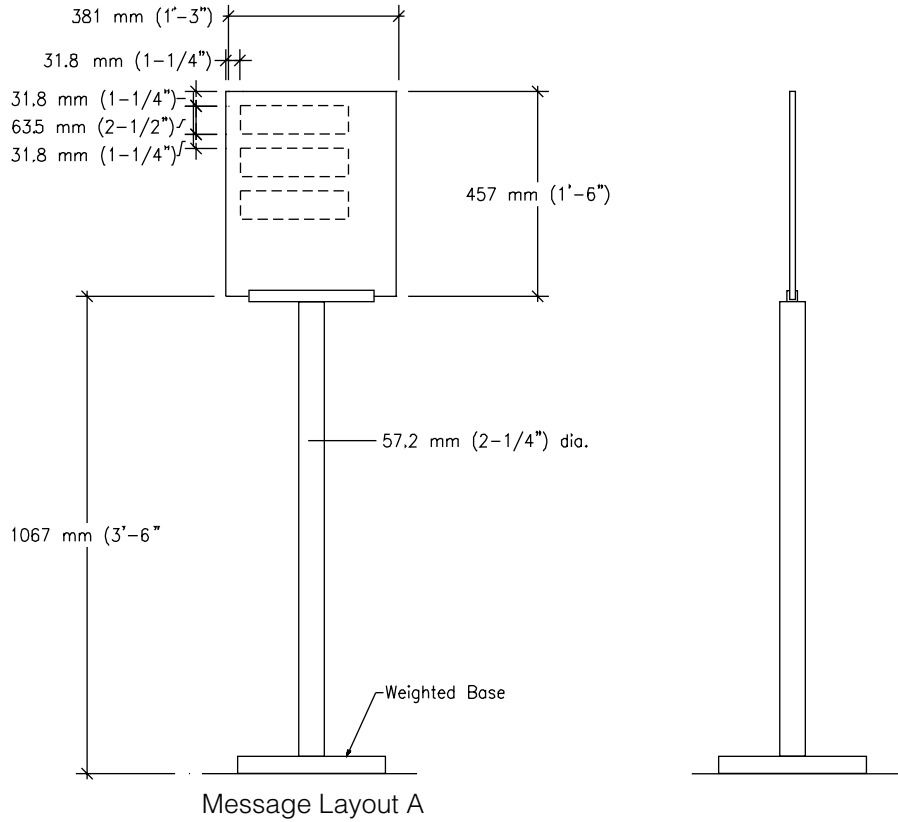 381 mm (1'-3")
31.8 mm (1-1/4")
31.8 mm (1-1/4")
635 mm (2-1/2")
31.8 mm (1-1/4")
457 mm (1'-6")
57.2 mm (2-1/4") dia.
1067 mm (3'-6"
Weighted Base
Message Layout A